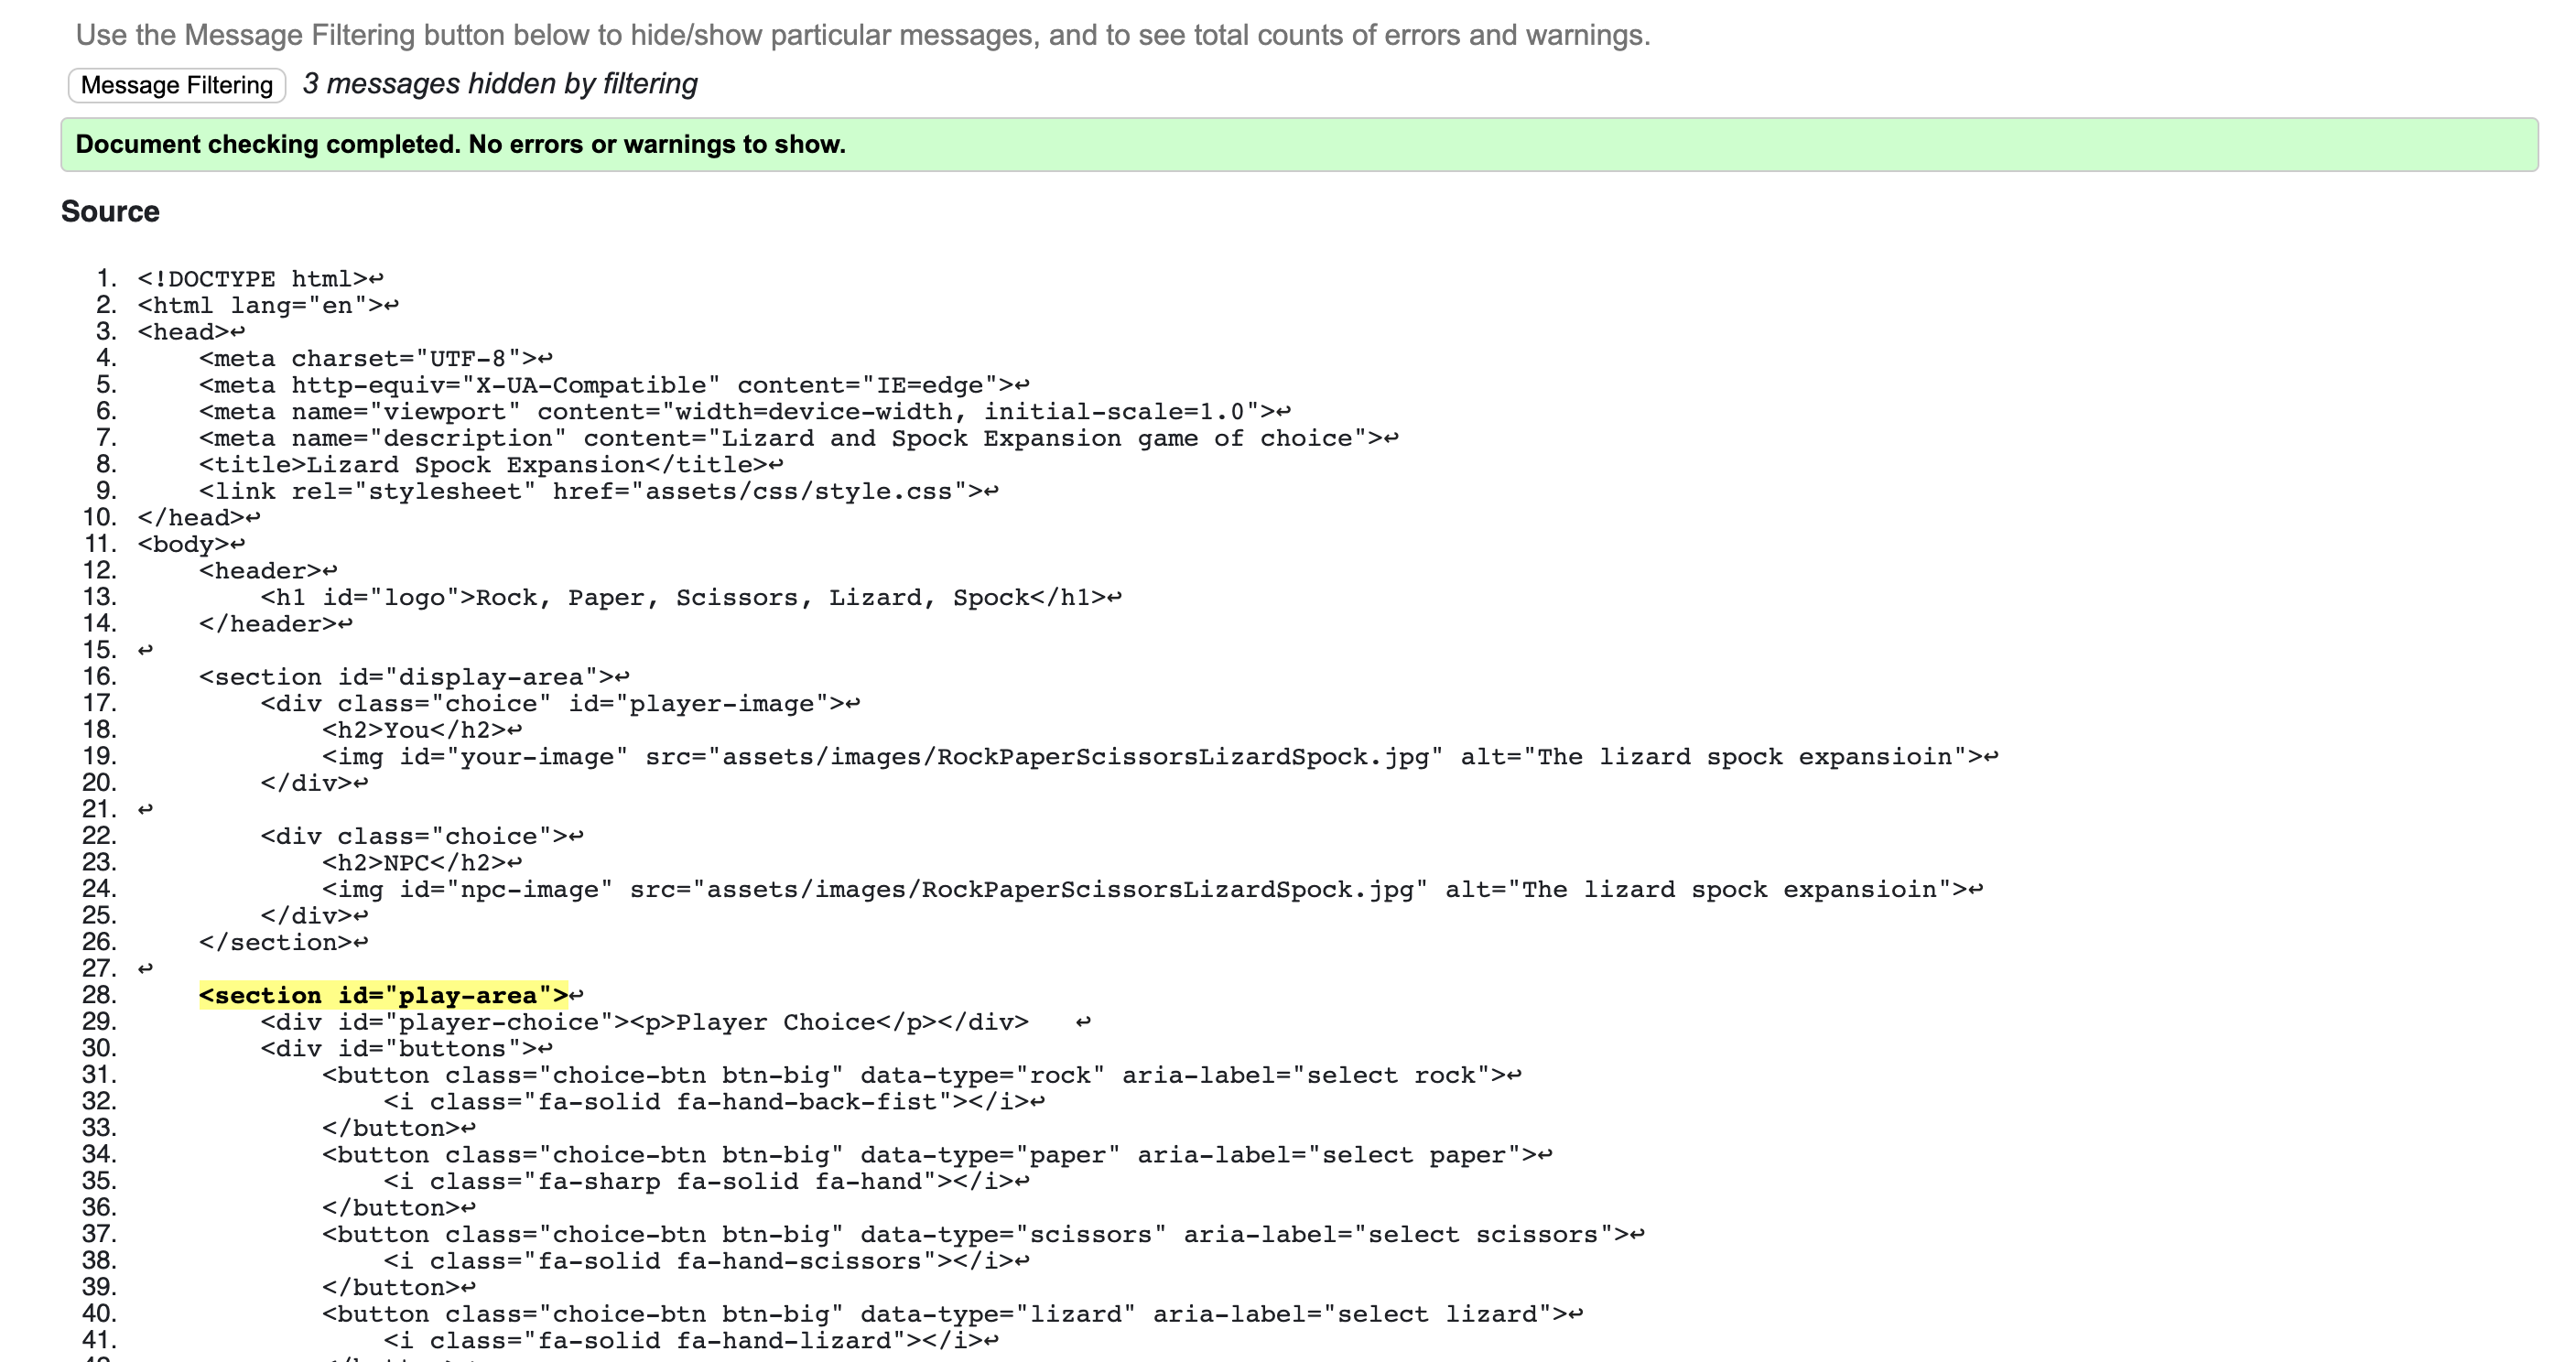 Use the Message Filtering button below to hide/show particular messages, and to see total counts of errors and warnings.
Message Filtering 3 messages hidden by filtering
Document checking completed. No errors or warnings to show.
Source
1. <!DOCTYPE html>↩
2. <html lang="en">↩
3. <head>↩
4.     <meta charset="UTF-8">↩
5.     <meta http-equiv="X-UA-Compatible" content="IE=edge">↩
6.     <meta name="viewport" content="width=device-width, initial-scale=1.0">↩
7.     <meta name="description" content="Lizard and Spock Expansion game of choice">↩
8.     <title>Lizard Spock Expansion</title>↩
9.     <link rel="stylesheet" href="assets/css/style.css">↩
10. </head>↩
11. <body>↩
12.     <header>↩
13.         <h1 id="logo">Rock, Paper, Scissors, Lizard, Spock</h1>↩
14.     </header>↩
15. ↩
16.     <section id="display-area">↩
17.         <div class="choice" id="player-image">↩
18.             <h2>You</h2>↩
19.             <img id="your-image" src="assets/images/RockPaperScissorsLizardSpock.jpg" alt="The lizard spock expansioin">↩
20.         </div>↩
21. ↩
22.         <div class="choice">↩
23.             <h2>NPC</h2>↩
24.             <img id="npc-image" src="assets/images/RockPaperScissorsLizardSpock.jpg" alt="The lizard spock expansioin">↩
25.         </div>↩
26.     </section>↩
27. ↩
28.     <section id="play-area">↩
29.         <div id="player-choice"><p>Player Choice</p></div>   ↩
30.         <div id="buttons">↩
31.             <button class="choice-btn btn-big" data-type="rock" aria-label="select rock">↩
32.                 <i class="fa-solid fa-hand-back-fist"></i>↩
33.             </button>↩
34.             <button class="choice-btn btn-big" data-type="paper" aria-label="select paper">↩
35.                 <i class="fa-sharp fa-solid fa-hand"></i>↩
36.             </button>↩
37.             <button class="choice-btn btn-big" data-type="scissors" aria-label="select scissors">↩
38.                 <i class="fa-solid fa-hand-scissors"></i>↩
39.             </button>↩
40.             <button class="choice-btn btn-big" data-type="lizard" aria-label="select lizard">↩
41.                 <i class="fa-solid fa-hand-lizard"></i>↩